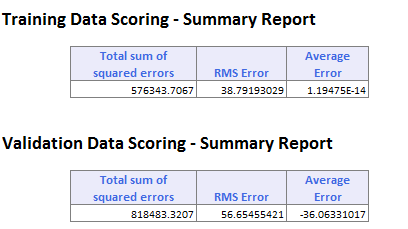 Training Data Scoring - Summary Report
Total sum of squared errors RMS Error Average Error
576343.7067 38.79193029 1.19475E-14
Validation Data Scoring - Summary Report
Total sum of squared errors RMS Error Average Error
818483.3207 56.65455421 -36.06331017